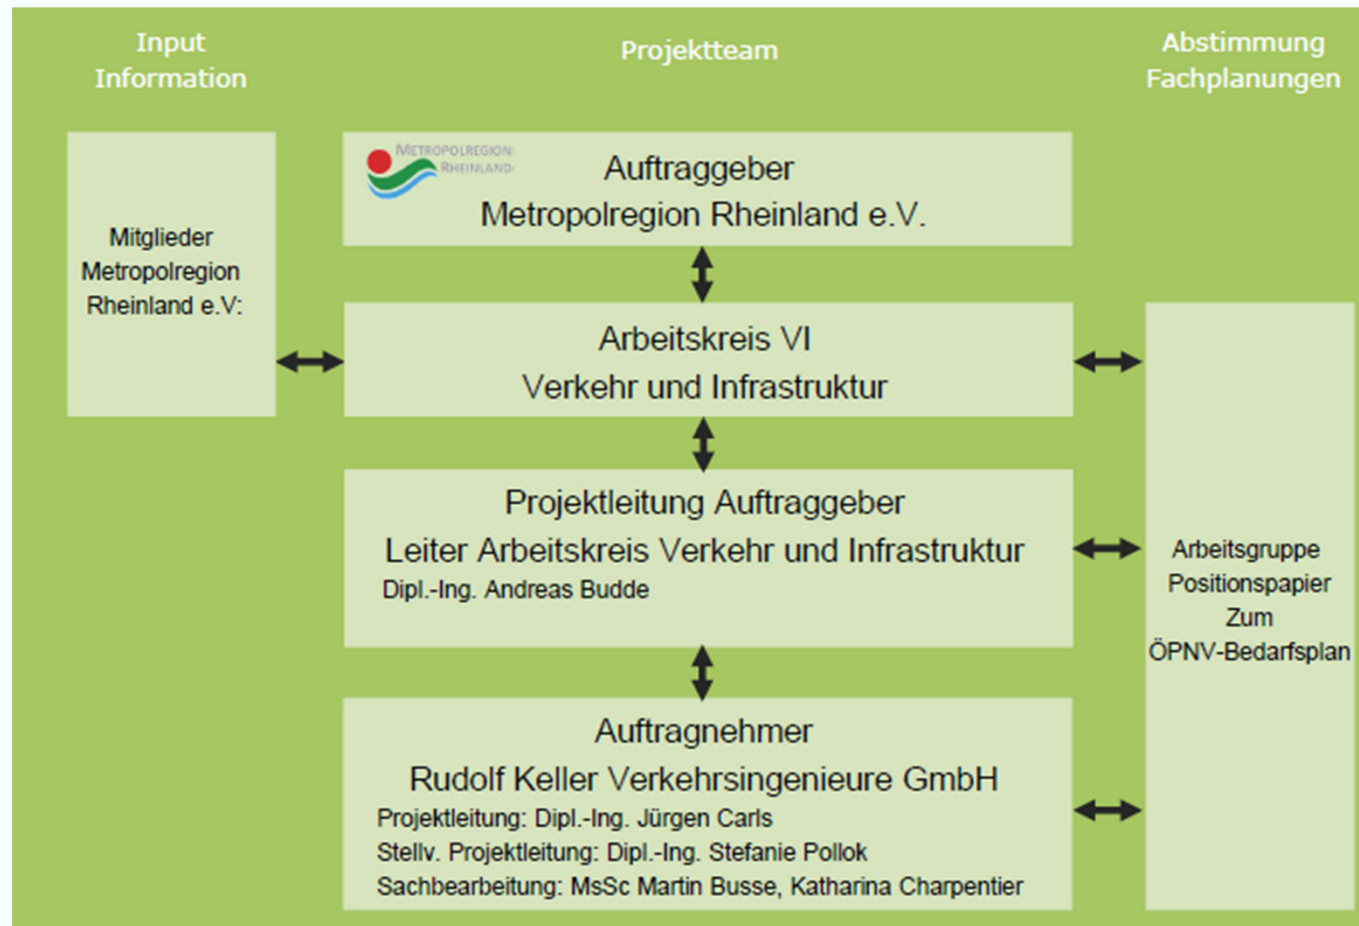 Input
Information
Projektteam
Abstimmung
Fachplanungen
Mitglieder
Metropolregion
Rheinland e.V:
METROPOLREGION
RHEINLAND
Auftraggeber
Metropolregion Rheinland e.V.
Arbeitskreis VI
Verkehr und Infrastruktur
Projektleitung Auftraggeber
Leiter Arbeitskreis Verkehr und Infrastruktur
Dipl.-Ing. Andreas Budde
Auftragnehmer
Rudolf Keller Verkehrsingenieure GmbH
Projektleitung: Dipl.-Ing. Jürgen Carls
Stellv. Projektleitung: Dipl.-Ing. Stefanie Pollok
Sachbearbeitung: MsSc Martin Busse, Katharina Charpentier
Arbeitsgruppe
Positionspapier
Zum
ÖPNV-Bedarfsplan